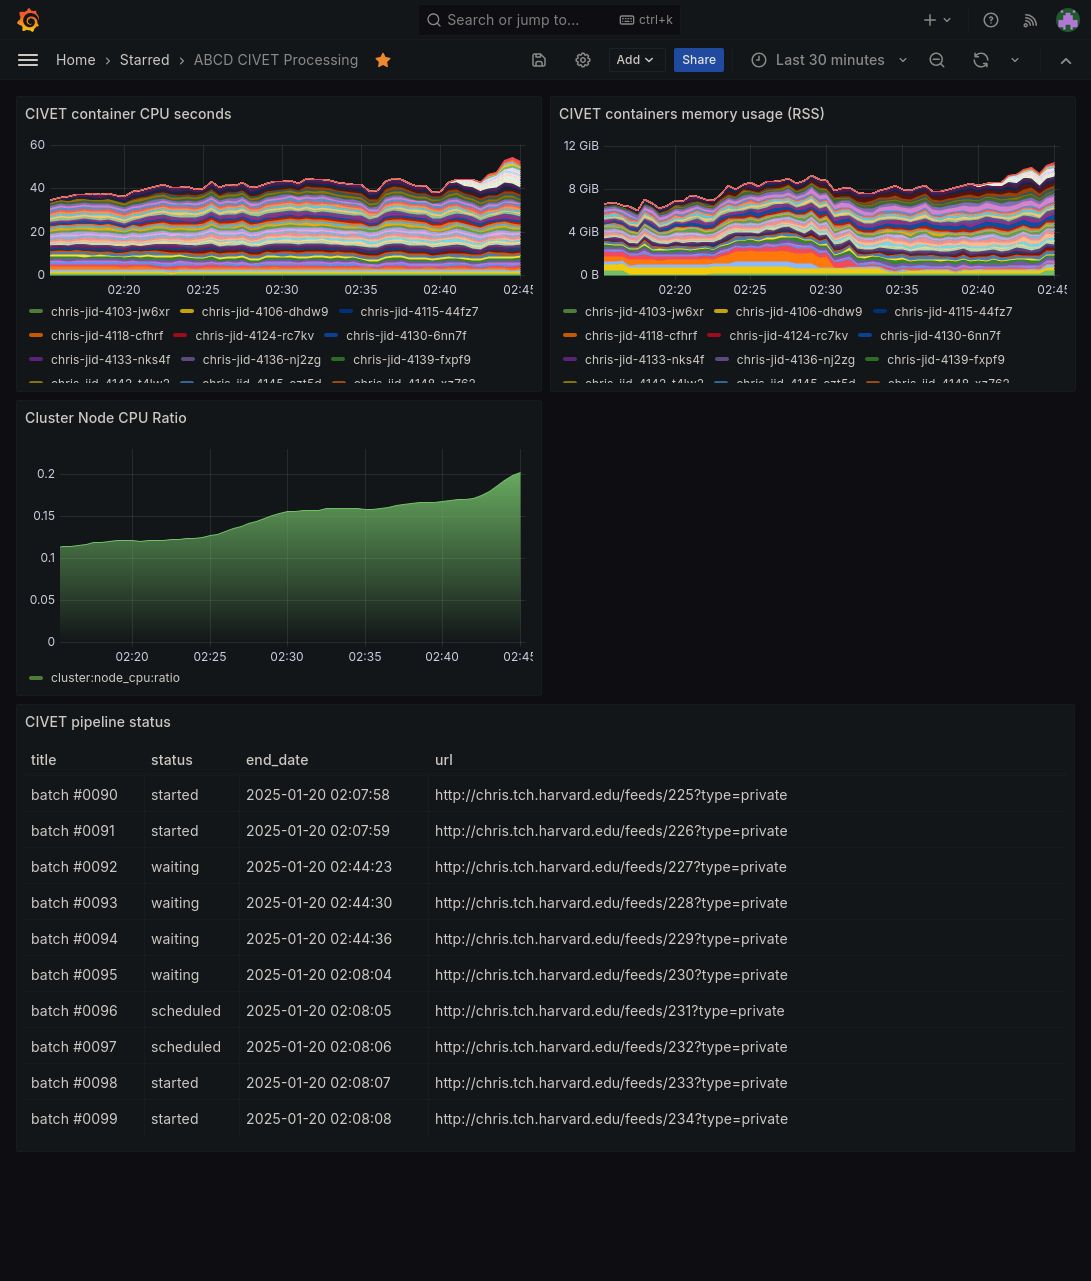 Search or jump to... ctrl+k
Home > Starred > ABCD CIVET Processing Add Share Last 30 minutes
CIVET container CPU seconds
60
40
20
0
02:20 02:25 02:30 02:35 02:40 02:45
chris-jid-4103-jw6xr chris-jid-4106-dhdw9 chris-jid-4115-44fz7
chris-jid-4118-cfhrf chris-jid-4124-rc7kv chris-jid-4130-6nn7f
chris-jid-4133-nks4f chris-jid-4136-nj2zg chris-jid-4139-fxpf9
CIVET containers memory usage (RSS)
12 GiB
8 GiB
4 GiB
0 B
02:20 02:25 02:30 02:35 02:40 02:45
chris-jid-4103-jw6xr chris-jid-4106-dhdw9 chris-jid-4115-44fz7
chris-jid-4118-cfhrf chris-jid-4124-rc7kv chris-jid-4130-6nn7f
chris-jid-4133-nks4f chris-jid-4136-nj2zg chris-jid-4139-fxpf9
Cluster Node CPU Ratio
0.2
0.15
0.1
0.05
0
02:20 02:25 02:30 02:35 02:40 02:45
cluster:node_cpu:ratio
CIVET pipeline status
title status end_date url
batch #0090 started 2025-01-20 02:07:58 http://chris.tch.harvard.edu/feeds/225?type=private
batch #0091 started 2025-01-20 02:07:59 http://chris.tch.harvard.edu/feeds/226?type=private
batch #0092 waiting 2025-01-20 02:44:23 http://chris.tch.harvard.edu/feeds/227?type=private
batch #0093 waiting 2025-01-20 02:44:30 http://chris.tch.harvard.edu/feeds/228?type=private
batch #0094 waiting 2025-01-20 02:44:36 http://chris.tch.harvard.edu/feeds/229?type=private
batch #0095 waiting 2025-01-20 02:08:04 http://chris.tch.harvard.edu/feeds/230?type=private
batch #0096 scheduled 2025-01-20 02:08:05 http://chris.tch.harvard.edu/feeds/231?type=private
batch #0097 scheduled 2025-01-20 02:08:06 http://chris.tch.harvard.edu/feeds/232?type=private
batch #0098 started 2025-01-20 02:08:07 http://chris.tch.harvard.edu/feeds/233?type=private
batch #0099 started 2025-01-20 02:08:08 http://chris.tch.harvard.edu/feeds/234?type=private